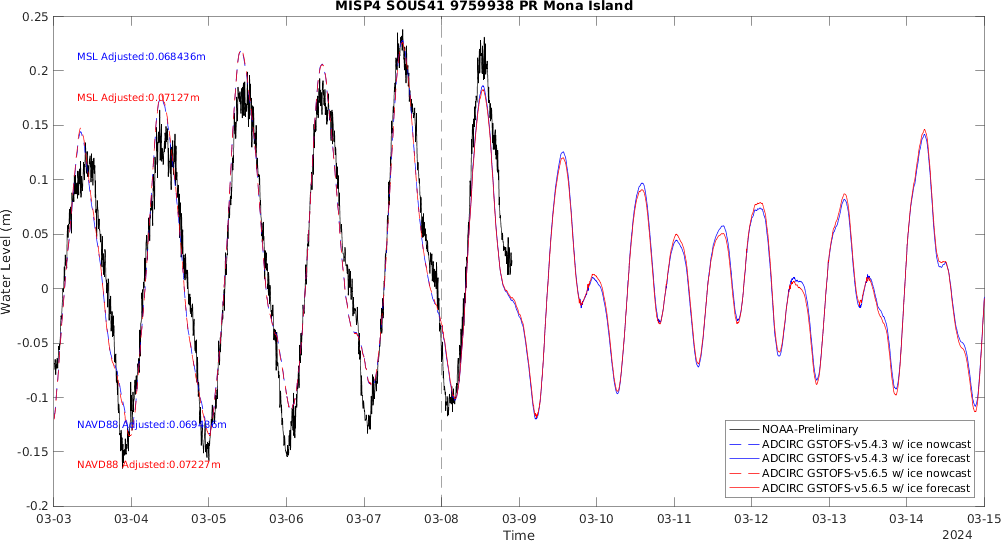 MISP4 SOUS41 9759938 PR Mona Island
0.25
0.2
0.15
0.1
0.05
0
-0.05
-0.1
-0.15
-0.2
Water Level (m)
MSL Adjusted:0.068436m
MSL Adjusted:0.07127m
NAVD88 Adjusted:0.069436m
NAVD88 Adjusted:0.07227m
NOAA-Preliminary
ADCIRC GSTOFS-v5.4.3 w/ ice nowcast
ADCIRC GSTOFS-v5.4.3 w/ ice forecast
ADCIRC GSTOFS-v5.6.5 w/ ice nowcast
ADCIRC GSTOFS-v5.6.5 w/ ice forecast
03-03 03-04 03-05 03-06 03-07 03-08 03-09 03-10 03-11 03-12 03-13 03-14 03-15
Time
2024